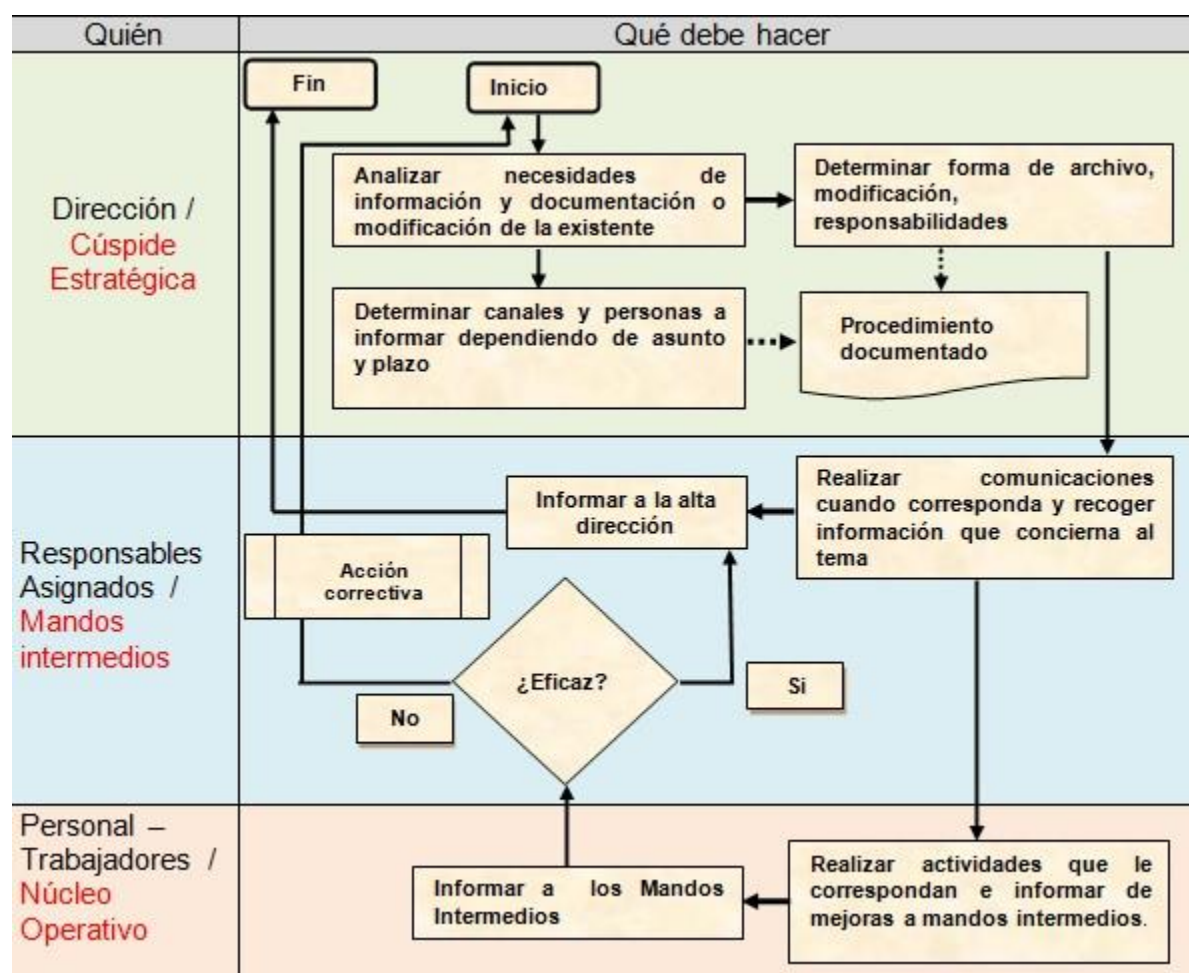 Quién
Qué debe hacer
Dirección /
Cúspide
Estratégica
Fin
Inicio
Analizar necesidades de
información y documentación o
modificación de la existente
Determinar forma de archivo,
modificación,
responsabilidades
Determinar canales y personas a
informar dependiendo de asunto
y plazo
Procedimiento
documentado
Responsables
Asignados /
Mandos
intermedios
Informar a la alta
dirección
Realizar comunicaciones
cuando corresponda y recoger
información que concierna al
tema
Acción
correctiva
¿Eficaz?
No
Si
Personal –
Trabajadores /
Núcleo
Operativo
Informar a los Mandos
Intermedios
Realizar actividades que le
correspondan e informar de
mejoras a mandos intermedios.